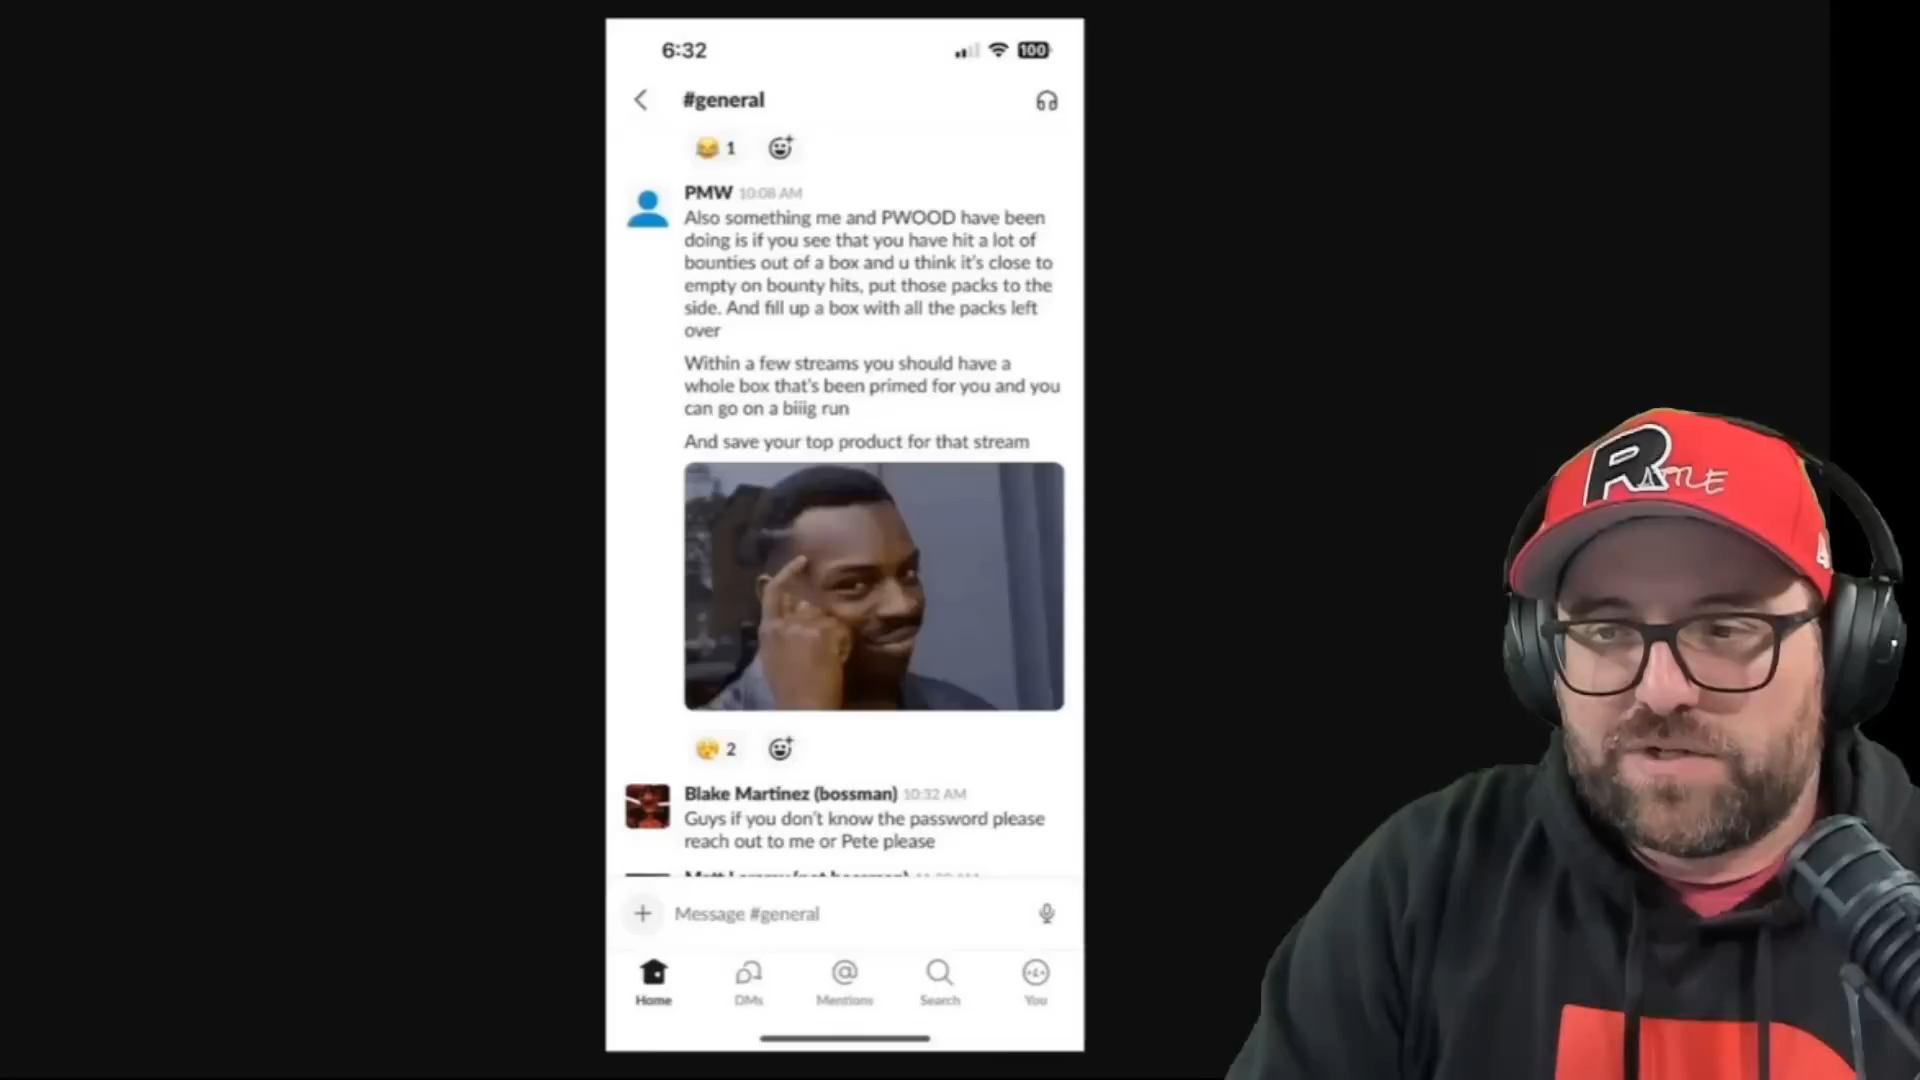 6:32
100
#general
1
PMW 10:08 AM
Also something me and PWOOD have been
doing is if you see that you have hit a lot of
bounties out of a box and u think it's close to
empty on bounty hits, put those packs to the
side. And fill up a box with all the packs left
over
Within a few streams you should have a
whole box that's been primed for you and you
can go on a biiig run
And save your top product for that stream
2
Blake Martinez (bossman) 10:32 AM
Guys if you don't know the password please
reach out to me or Pete please
Message #general
Home
DMs
Mentions
Search
You